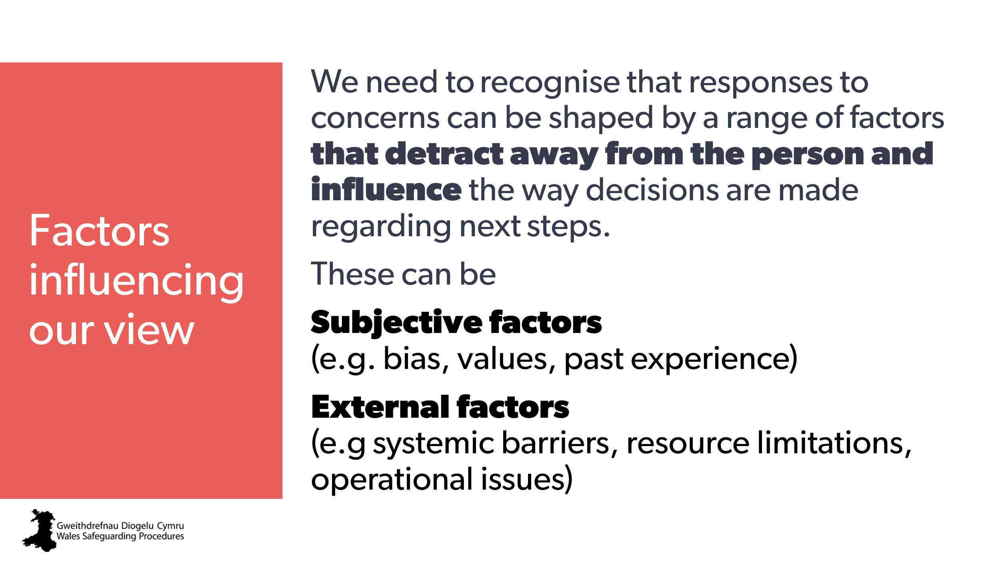 Factors
influencing
our view
We need to recognise that responses to
concerns can be shaped by a range of factors
that detract away from the person and
influence the way decisions are made
regarding next steps.
These can be
Subjective factors
(e.g. bias, values, past experience)
External factors
(e.g systemic barriers, resource limitations,
operational issues)
Gweithdrefnau Diogelu Cymru
Wales Safeguarding Procedures